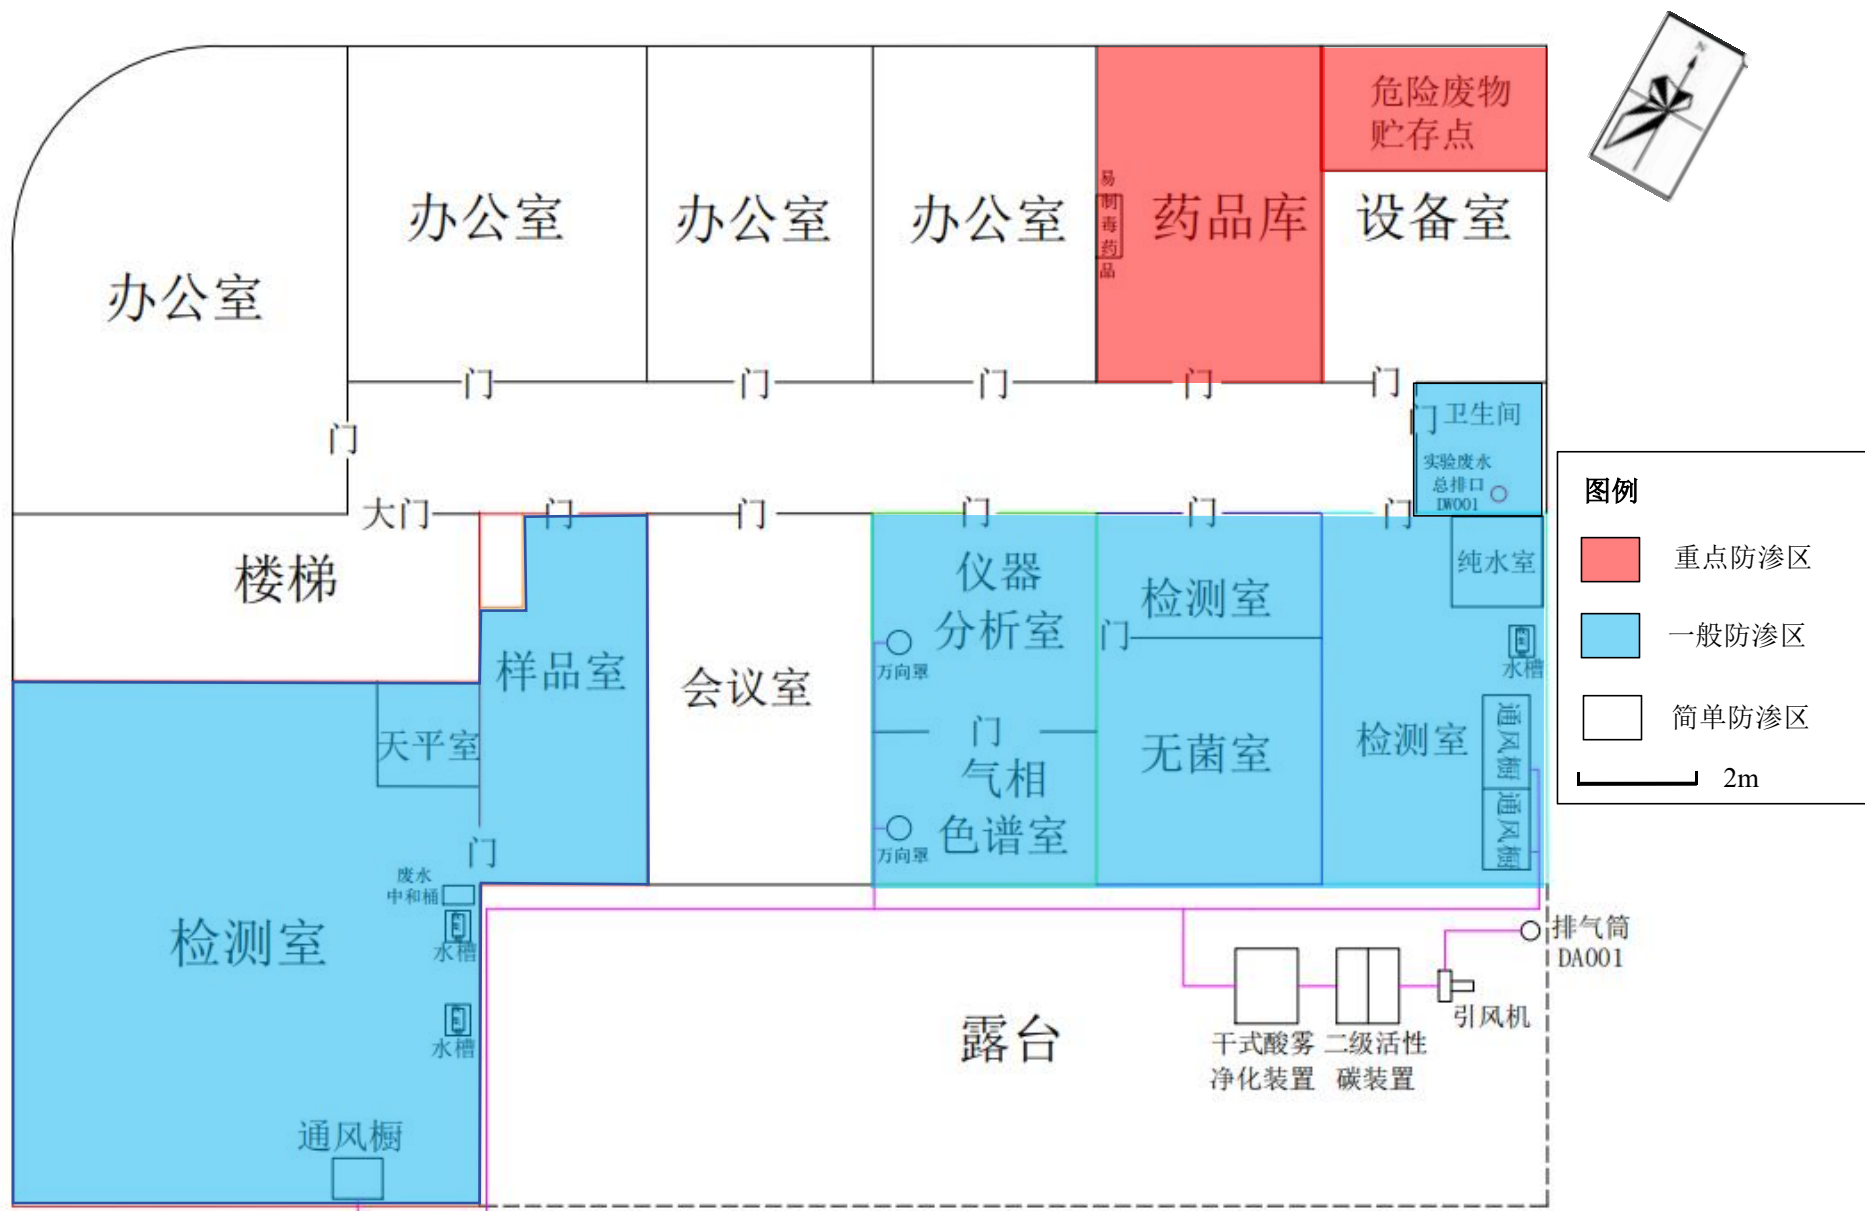 N
危险废物
贮存点
办公室
办公室
办公室
办公室
易制毒药品
药品库
设备室
门
门
门
门
门
门
门
卫生间
实验废水
总排口
DW001
大门
门
门
门
门
门
楼梯
样品室
会议室
仪器
分析室
万向罩
门
气相
色谱室
万向罩
检测室
门
无菌室
纯水室
水槽
检测室
通风橱
通风橱
天平室
门
废水
中和桶
水槽
检测室
水槽
通风橱
露台
干式酸雾
净化装置
二级活性
碳装置
引风机
排气筒
DA001
图例
重点防渗区
一般防渗区
简单防渗区
2m